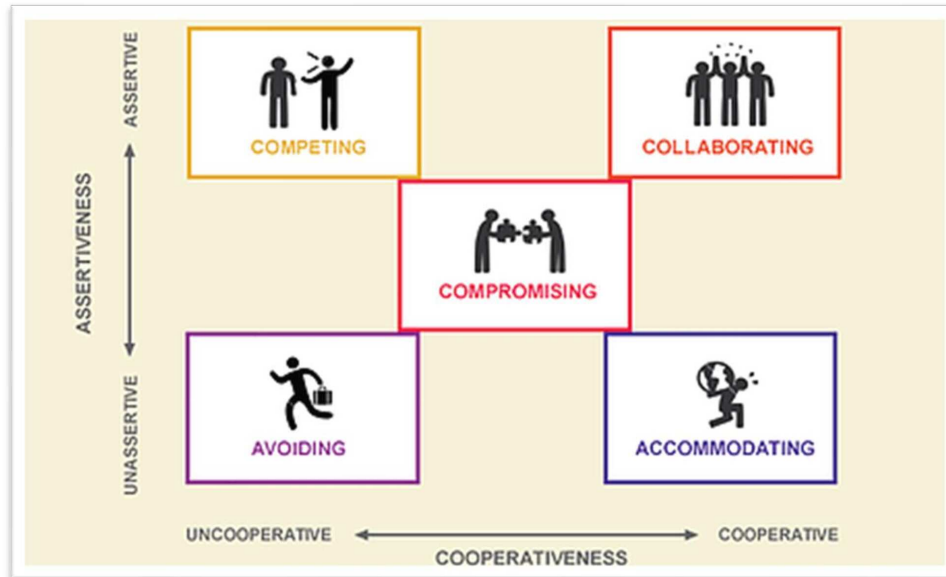 ASSERTIVE
COMPETING
COLLABORATING
ASSERTIVENESS
COMPROMISING
UNASSERTIVE
AVOIDING
ACCOMMODATING
UNCOOPERATIVE
COOPERATIVE
COOPERATIVENESS